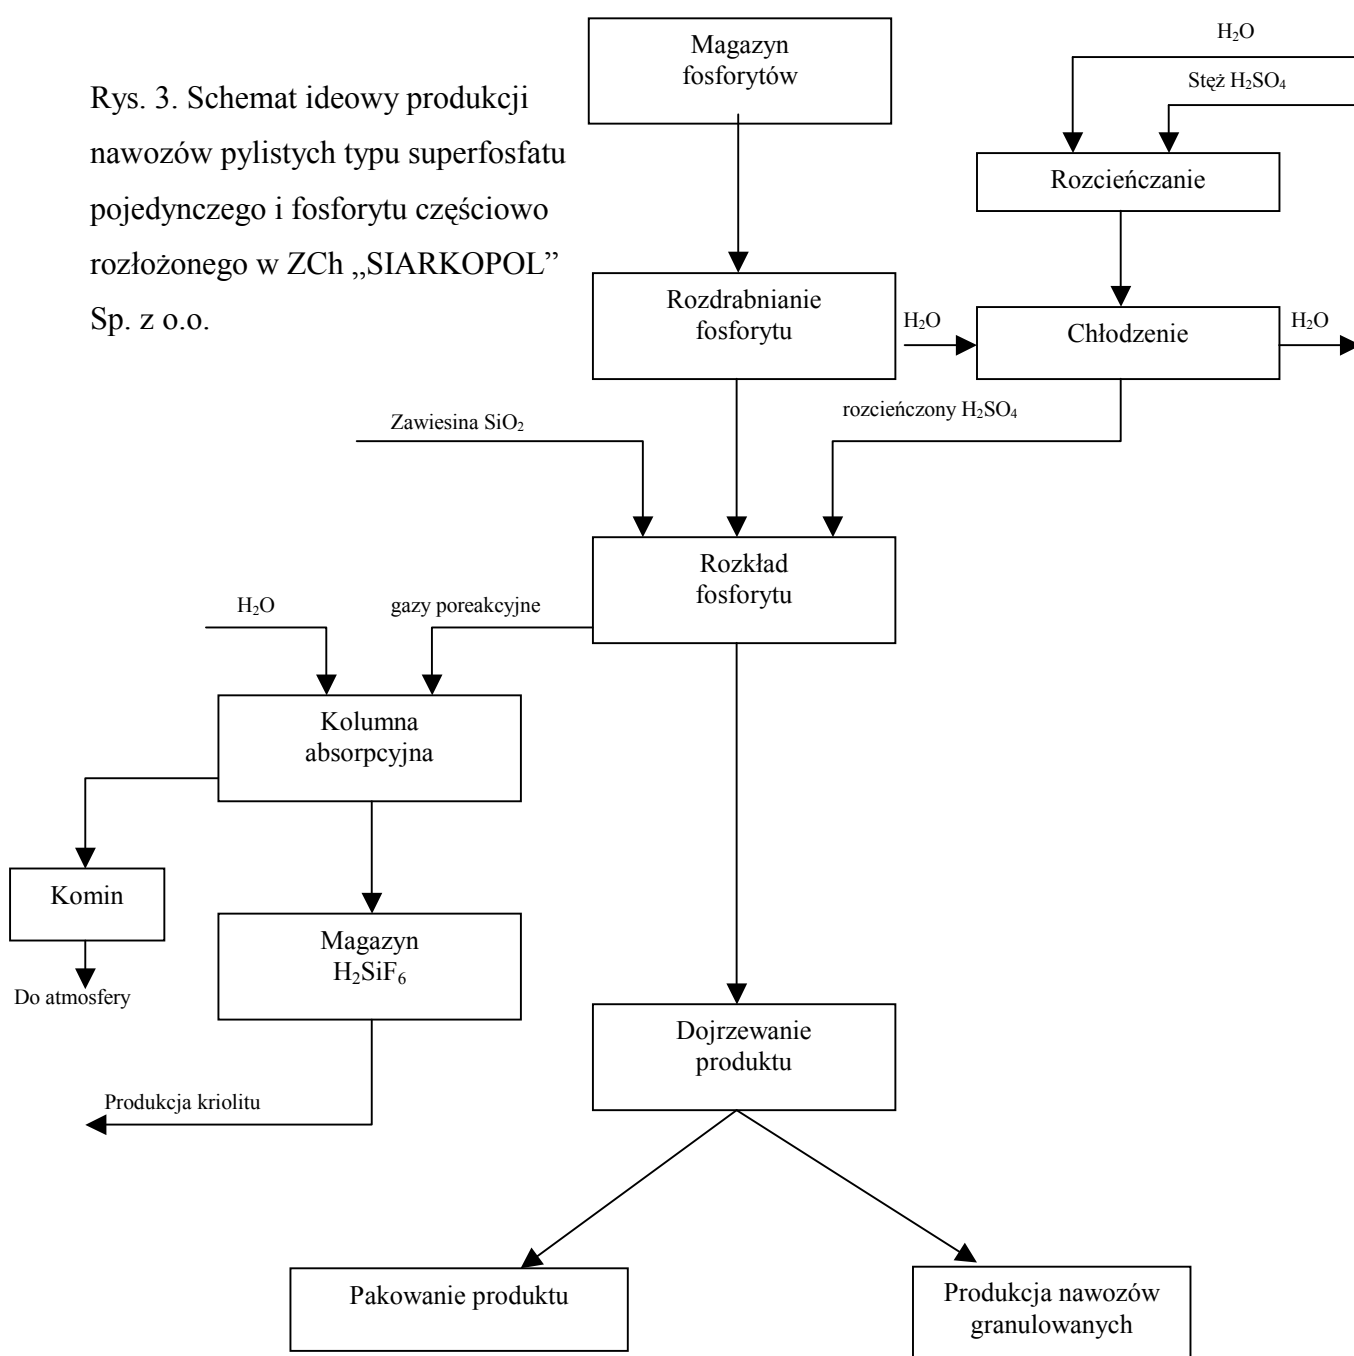 Rys. 3. Schemat ideowy produkcji
nawozów pylistych typu superfosfatu
pojedynczego i fosforytu częściowo
rozłożonego w ZCh „SIARKOPOL”
Sp. z o.o.
Magazyn
fosforytów
H₂O
Stęż H₂SO₄
Rozcieńczanie
Rozdrabnianie
fosforytu
H₂O
Chłodzenie
H₂O
Zawiesina SiO₂
rozcieńczony H₂SO₄
Rozkład
fosforytu
H₂O
gazy poreakcyjne
Kolumna
absorpcyjna
Komin
Do atmosfery
Magazyn
H₂SiF₆
Produkcja kriolitu
Dojrzewanie
produktu
Pakowanie produktu
Produkcja nawozów
granulowanych